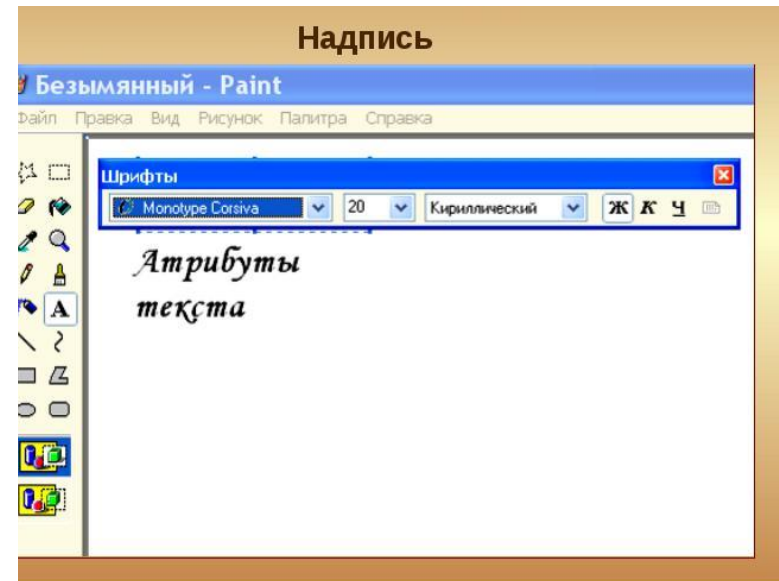 Надпись
Безымянный - Paint
Файл Правка Вид Рисунок Палитра Справка
Шрифты
Monotype Corsiva 20 Кириллический Ж К Ч
A
Атрибуты
текста